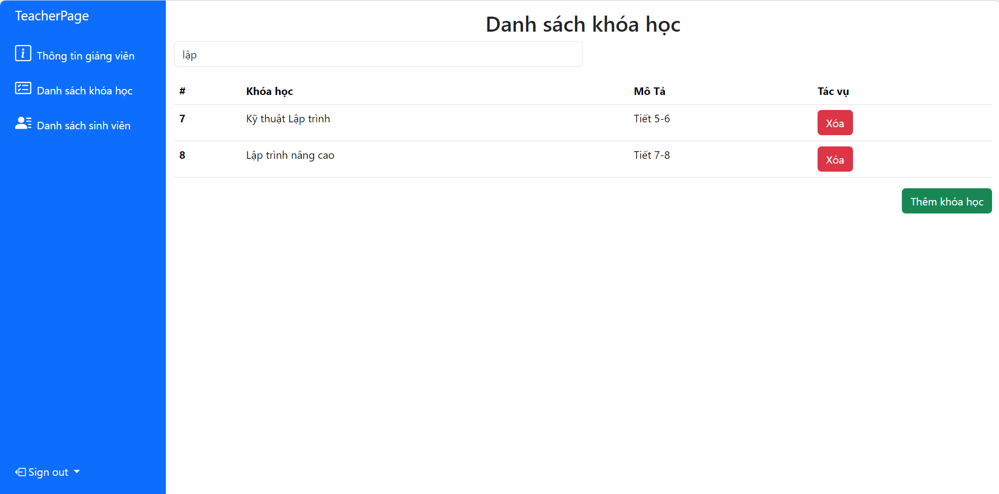 TeacherPage
Thông tin giảng viên
Danh sách khóa học
Danh sách sinh viên
Sign out
Danh sách khóa học
lập
# Khóa học Mô Tả Tác vụ
7 Kỹ thuật Lập trình Tiết 5-6 Xóa
8 Lập trình nâng cao Tiết 7-8 Xóa
Thêm khóa học